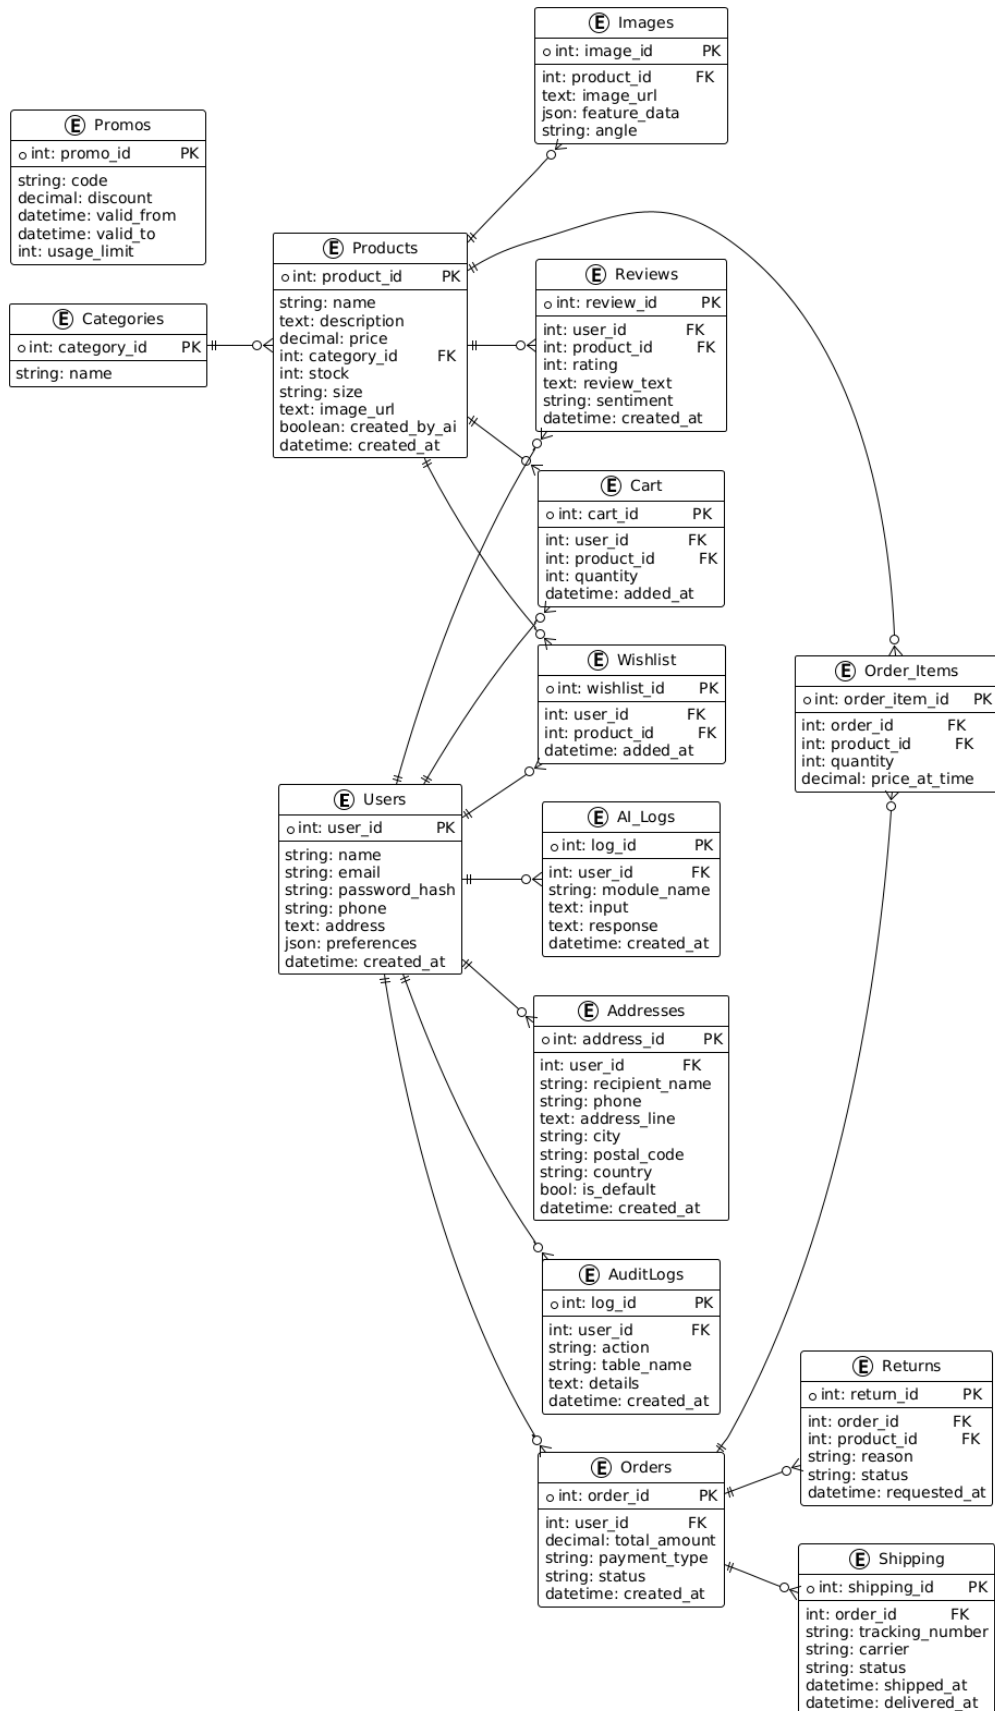 E Images
int: image_id PK
int: product_id FK
text: image_url
json: feature_data
string: angle
E Promos
int: promo_id PK
string: code
decimal: discount
datetime: valid_from
datetime: valid_to
int: usage_limit
E Products
int: product_id PK
string: name
text: description
decimal: price
int: category_id FK
int: stock
string: size
text: image_url
boolean: created_by_ai
datetime: created_at
E Reviews
int: review_id PK
int: user_id FK
int: product_id FK
int: rating
text: review_text
string: sentiment
datetime: created_at
E Categories
int: category_id PK
string: name
E Cart
int: cart_id PK
int: user_id FK
int: product_id FK
int: quantity
datetime: added_at
E Wishlist
int: wishlist_id PK
int: user_id FK
int: product_id FK
datetime: added_at
E Order_Items
int: order_item_id PK
int: order_id FK
int: product_id FK
int: quantity
decimal: price_at_time
E Users
int: user_id PK
string: name
string: email
string: password_hash
string: phone
text: address
json: preferences
datetime: created_at
E AI_Logs
int: log_id PK
int: user_id FK
string: module_name
text: input
text: response
datetime: created_at
E Addresses
int: address_id PK
int: user_id FK
string: recipient_name
string: phone
text: address_line
string: city
string: postal_code
string: country
bool: is_default
datetime: created_at
E AuditLogs
int: log_id PK
int: user_id FK
string: action
string: table_name
text: details
datetime: created_at
E Returns
int: return_id PK
int: order_id FK
int: product_id FK
string: reason
string: status
datetime: requested_at
E Orders
int: order_id PK
int: user_id FK
decimal: total_amount
string: payment_type
string: status
datetime: created_at
E Shipping
int: shipping_id PK
int: order_id FK
string: tracking_number
string: carrier
string: status
datetime: shipped_at
datetime: delivered_at